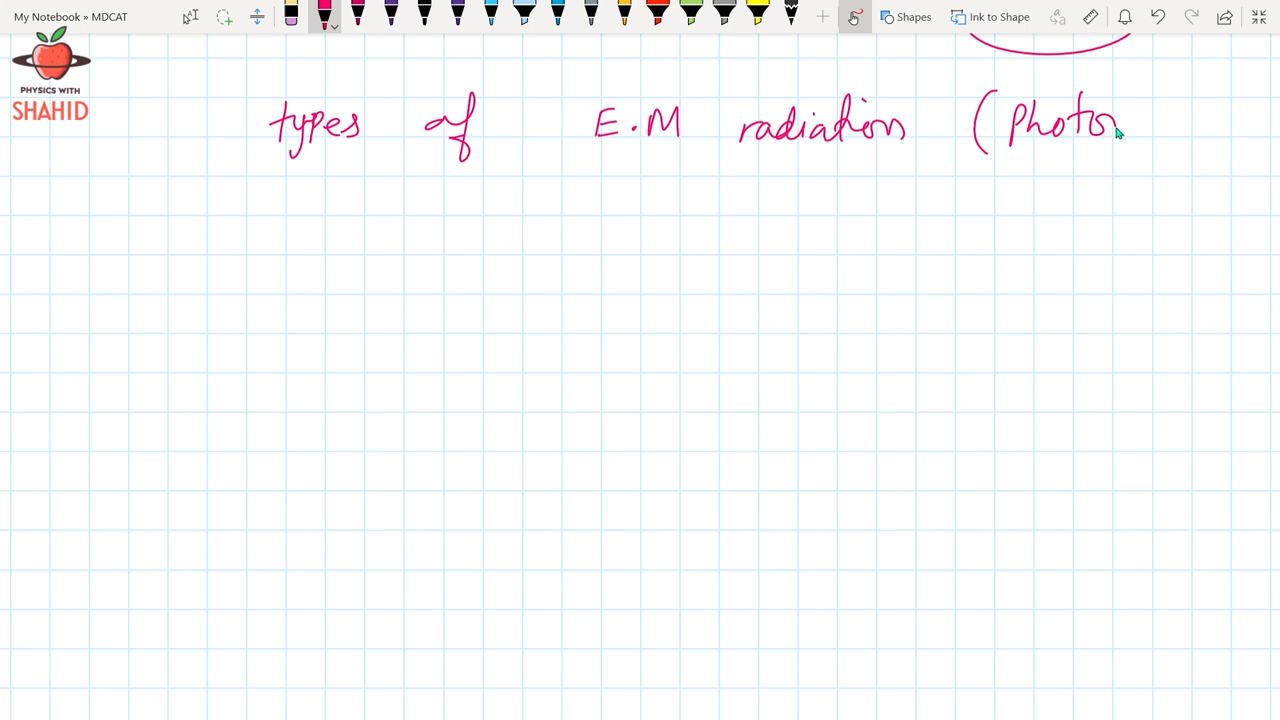 My Notebook » MDCAT
Shapes
Ink to Shape
PHYSICS WITH
SHAHID
types of E.M radiation (Photon